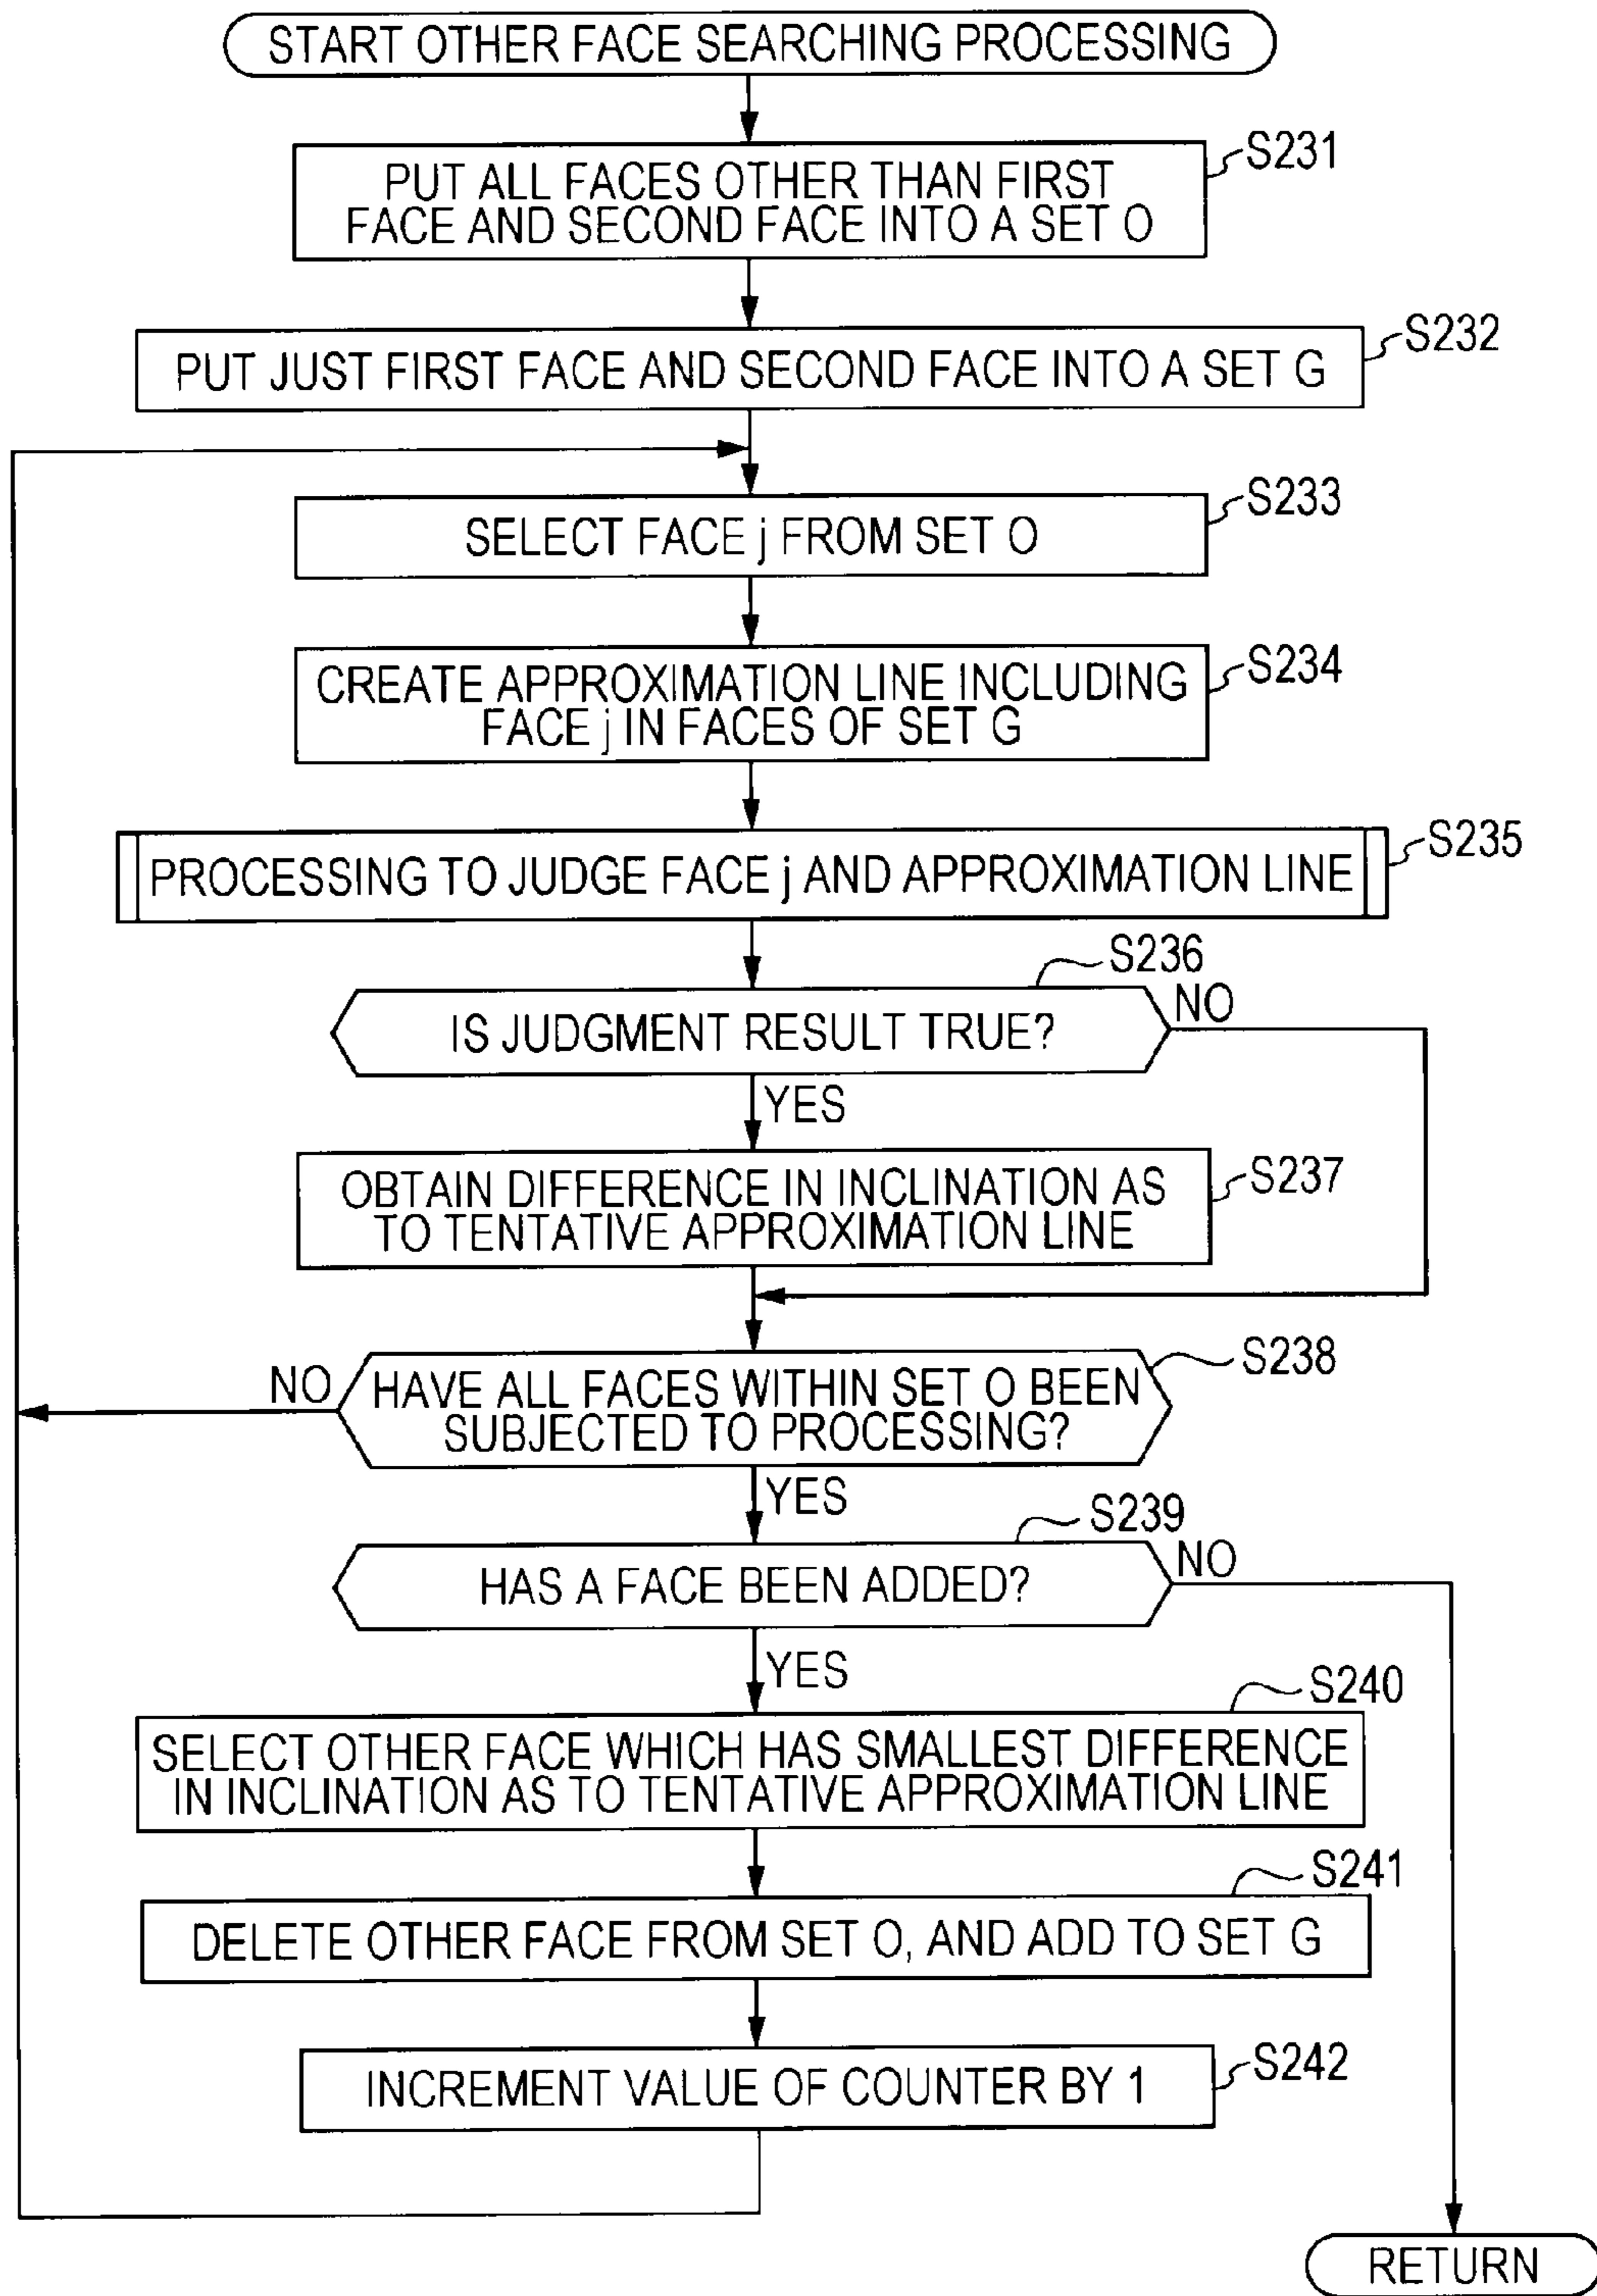 START OTHER FACE SEARCHING PROCESSING
S231
PUT ALL FACES OTHER THAN FIRST
FACE AND SECOND FACE INTO A SET O
S232
PUT JUST FIRST FACE AND SECOND FACE INTO A SET G
S233
SELECT FACE j FROM SET O
S234
CREATE APPROXIMATION LINE INCLUDING
FACE j IN FACES OF SET G
S235
PROCESSING TO JUDGE FACE j AND APPROXIMATION LINE
S236
IS JUDGMENT RESULT TRUE?
NO
YES
S237
OBTAIN DIFFERENCE IN INCLINATION AS
TO TENTATIVE APPROXIMATION LINE
S238
NO
HAVE ALL FACES WITHIN SET O BEEN
SUBJECTED TO PROCESSING?
YES
S239
HAS A FACE BEEN ADDED?
NO
YES
S240
SELECT OTHER FACE WHICH HAS SMALLEST DIFFERENCE
IN INCLINATION AS TO TENTATIVE APPROXIMATION LINE
S241
DELETE OTHER FACE FROM SET O, AND ADD TO SET G
S242
INCREMENT VALUE OF COUNTER BY 1
RETURN